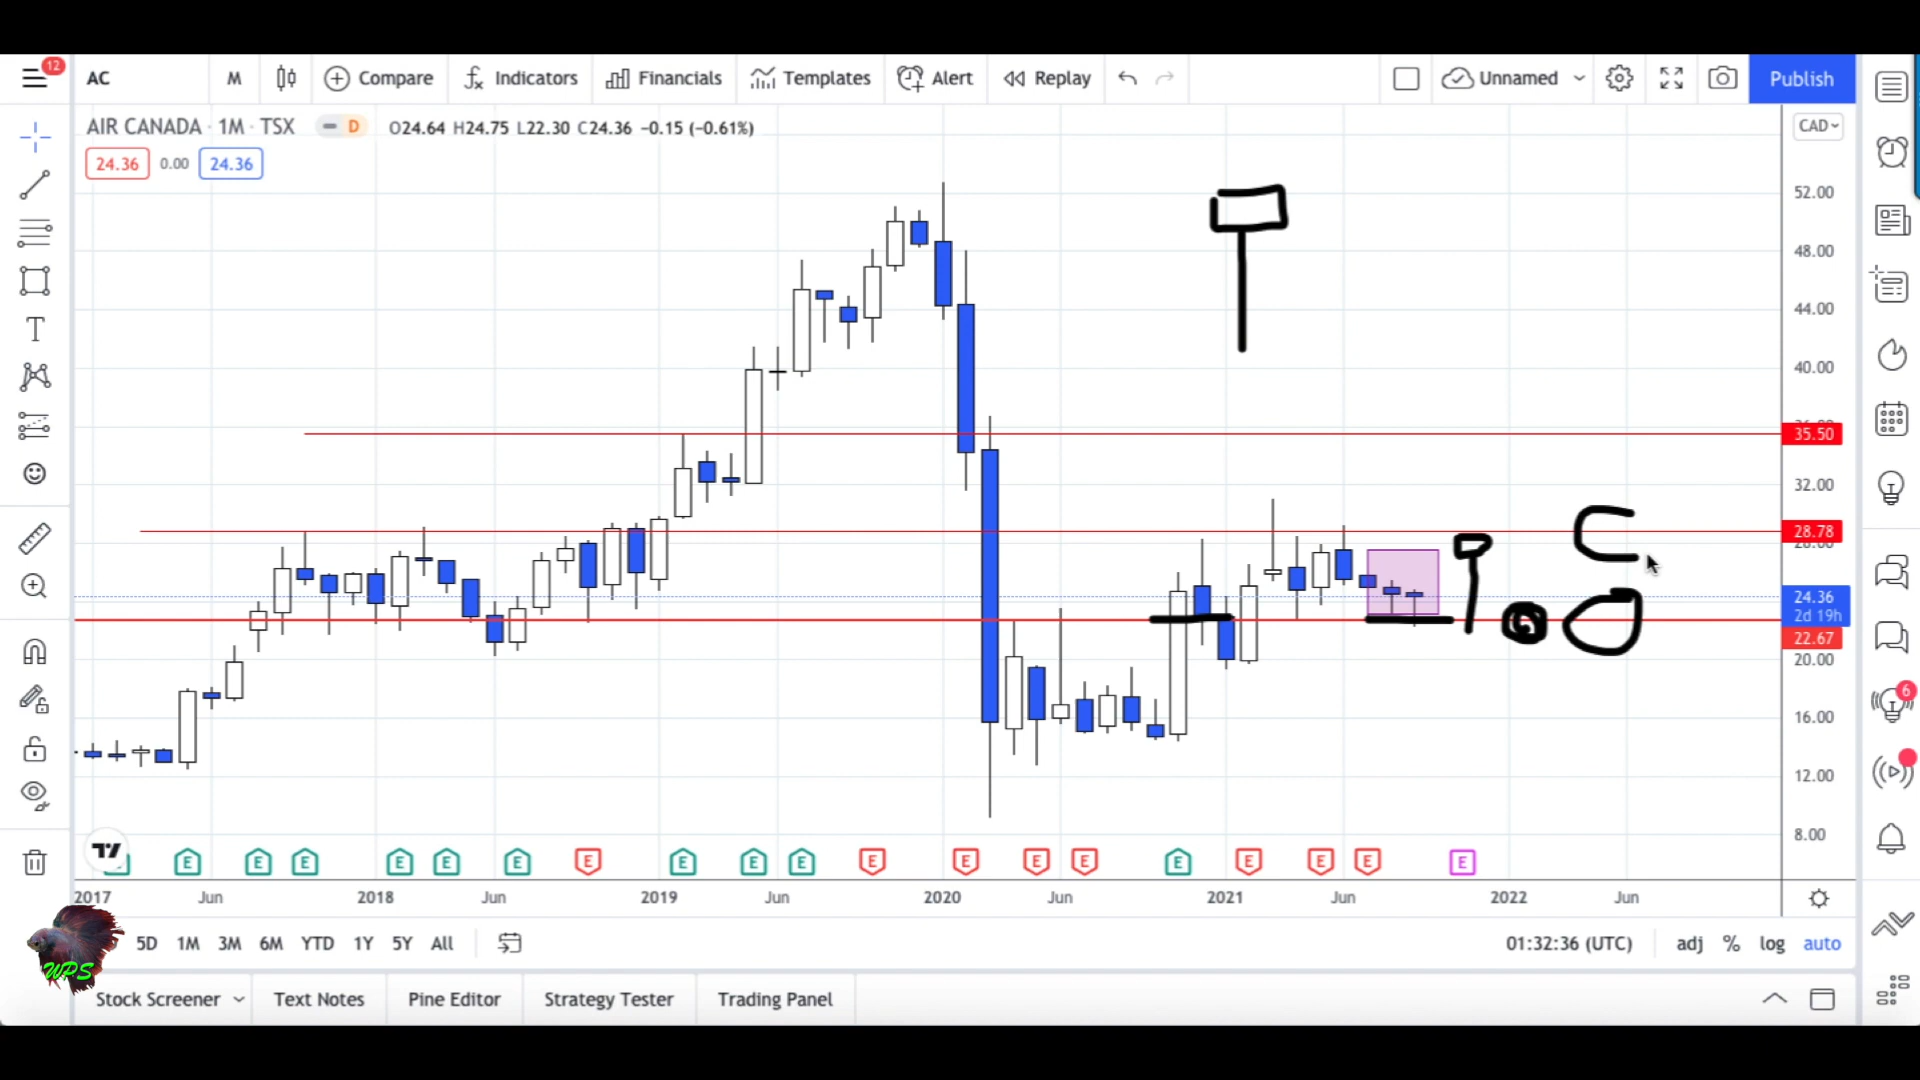 12
AC M Compare Indicators Financials Templates Alert Replay Unnamed Publish
AIR CANADA · 1M · TSX D O24.64 H24.75 L22.30 C24.36 −0.15 (−0.61%)
CAD
24.36 0.00 24.36
52.00
48.00
44.00
40.00
35.50
32.00
28.78
28.00
24.36
2d 19h
22.67
20.00
16.00
12.00
8.00
6
E E E E E E E E E E E E E E E E E E E E
2017 Jun 2018 Jun 2019 Jun 2020 Jun 2021 Jun 2022 Jun
5D 1M 3M 6M YTD 1Y 5Y All 01:32:36 (UTC) adj % log auto
WPS
Stock Screener Text Notes Pine Editor Strategy Tester Trading Panel